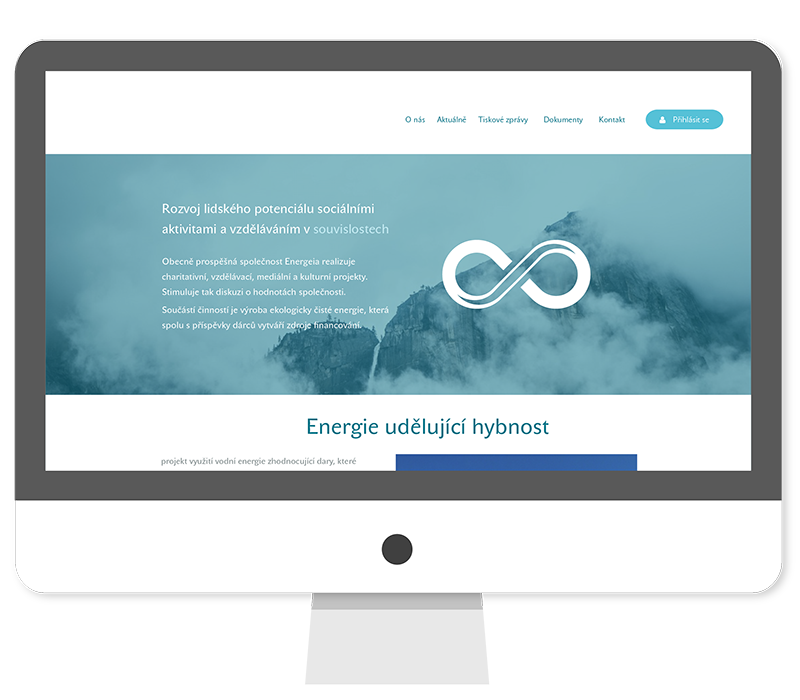 O nás Aktuálně Tiskové zprávy Dokumenty Kontakt Přihlásit se
Rozvoj lidského potenciálu sociálními
aktivitami a vzděláváním v souvislostech
Obecně prospěšná společnost Energeia realizuje
charitativní, vzdělávací, mediální a kulturní projekty.
Stimuluje tak diskuzi o hodnotách společnosti.
Součástí činnosti je výroba ekologicky čisté energie, která
spolu s příspěvky dárců vytváří zdroje financování.
Energie udělující hybnost
projekt využití vodní energie zhodnocující dary, které